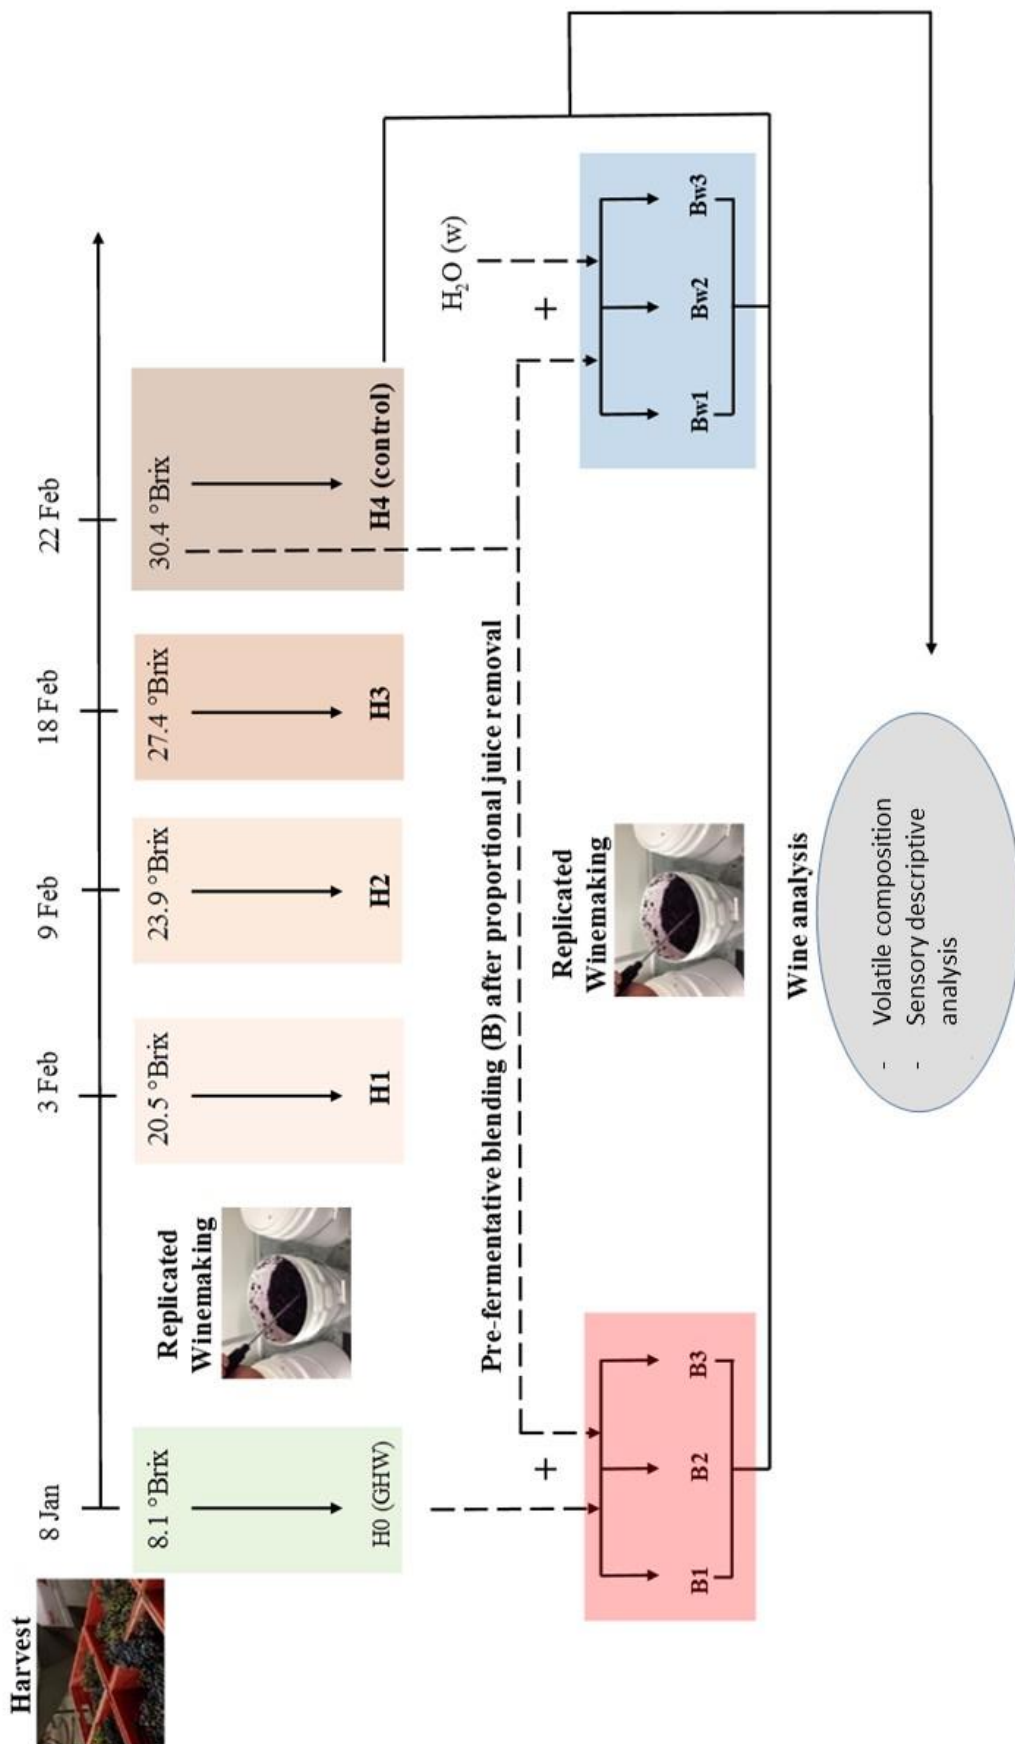 Harvest
8 Jan
3 Feb
9 Feb
18 Feb
22 Feb
8.1 °Brix
20.5 °Brix
23.9 °Brix
27.4 °Brix
30.4 °Brix
H0 (GHW)
Replicated
Winemaking
H1
H2
H3
H4 (control)
Pre-fermentative blending (B) after proportional juice removal
H₂O (w)
+
+
B1
B2
B3
Replicated
Winemaking
Bw1
Bw2
Bw3
Wine analysis
- Volatile composition
- Sensory descriptive
analysis